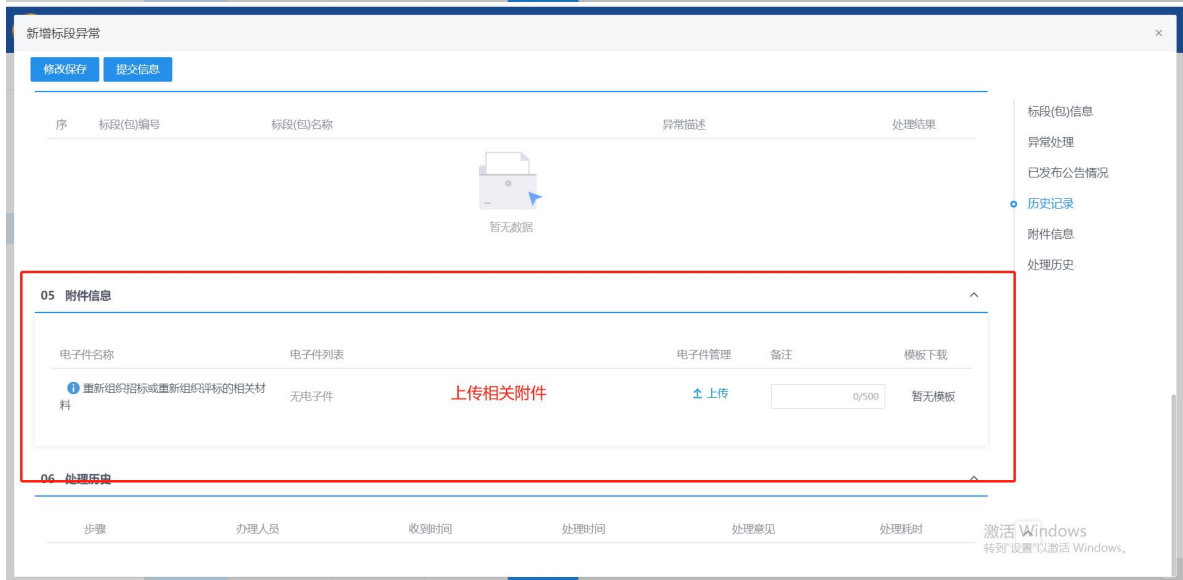 新增标段异常
×
修改保存 提交信息
序 标段(包)编号 标段(包)名称 异常描述 处理结果
暂无数据
标段(包)信息
异常处理
已发布公告情况
历史记录
附件信息
处理历史
05 附件信息
电子件名称 电子件列表 电子件管理 备注 模板下载
重新组织招标或重新组织评标的相关材
料
无电子件 上传相关附件 上传 0/500 暂无模板
06 处理历史
步骤 办理人员 收到时间 处理时间 处理意见 处理耗时
激活 Windows
转到"设置"以激活 Windows。